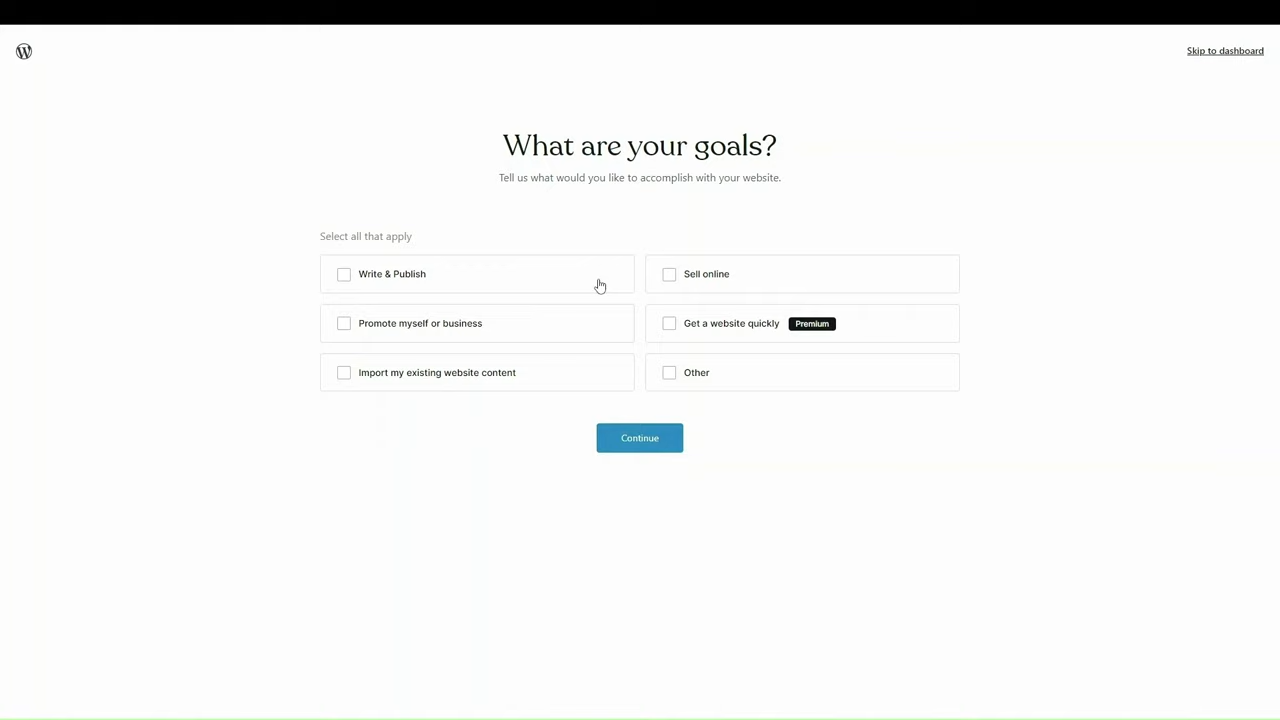 Skip to dashboard
What are your goals?
Tell us what would you like to accomplish with your website.
Select all that apply
Write & Publish
Sell online
Promote myself or business
Get a website quickly Premium
Import my existing website content
Other
Continue